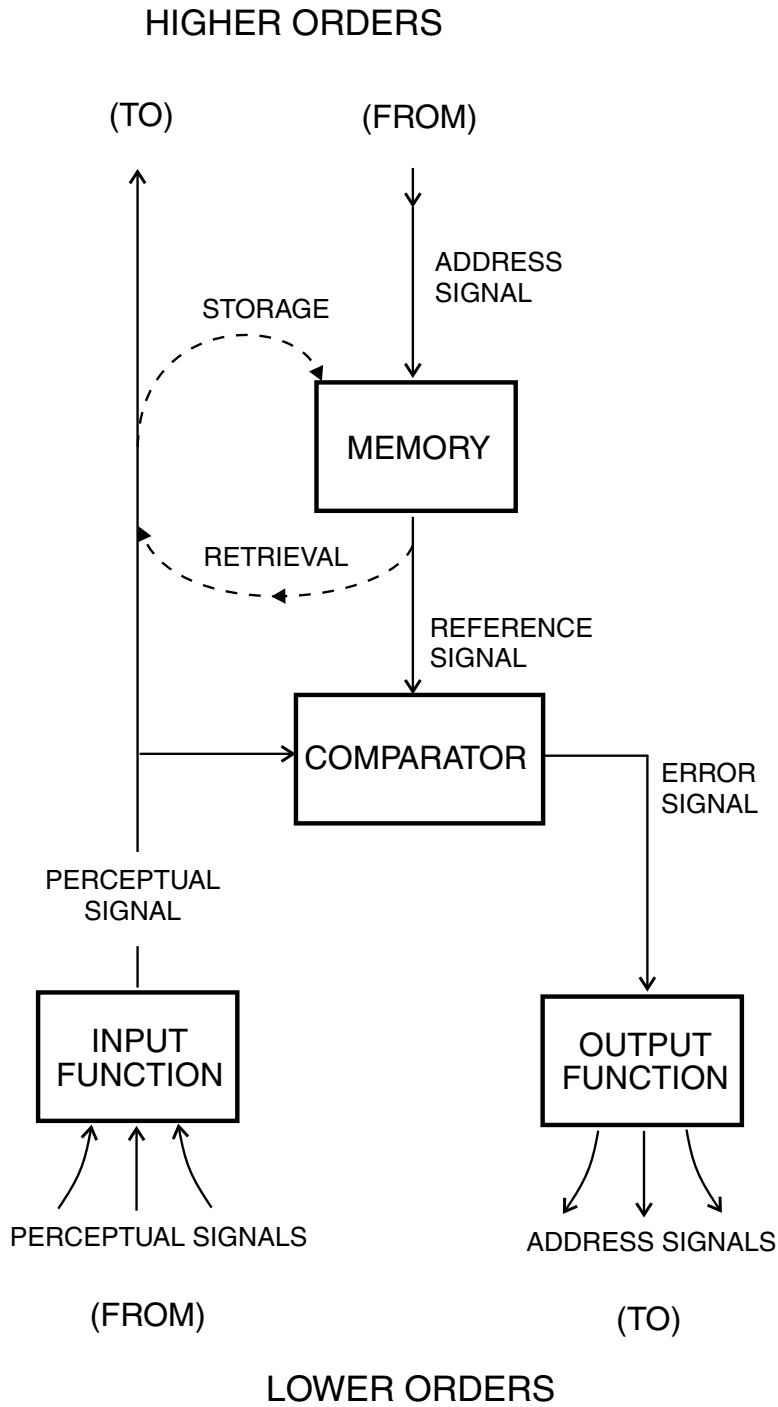 HIGHER ORDERS
(TO)
(FROM)
ADDRESS
SIGNAL
STORAGE
MEMORY
RETRIEVAL
REFERENCE
SIGNAL
COMPARATOR
ERROR
SIGNAL
PERCEPTUAL
SIGNAL
INPUT
FUNCTION
OUTPUT
FUNCTION
PERCEPTUAL SIGNALS
ADDRESS SIGNALS
(FROM)
(TO)
LOWER ORDERS